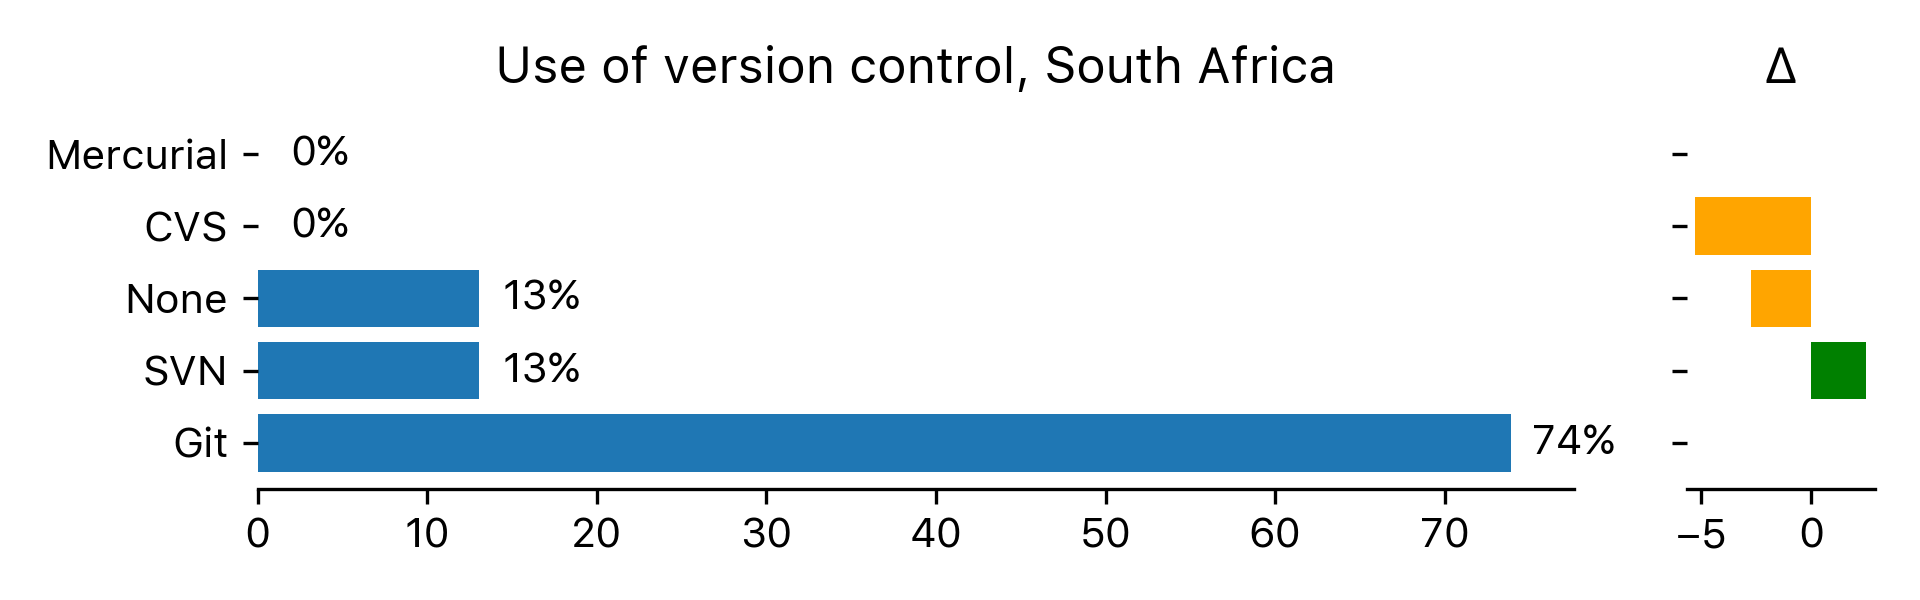 Use of version control, South Africa
Δ
Mercurial 0%
CVS 0%
None 13%
SVN 13%
Git 74%
0 10 20 30 40 50 60 70
−5 0